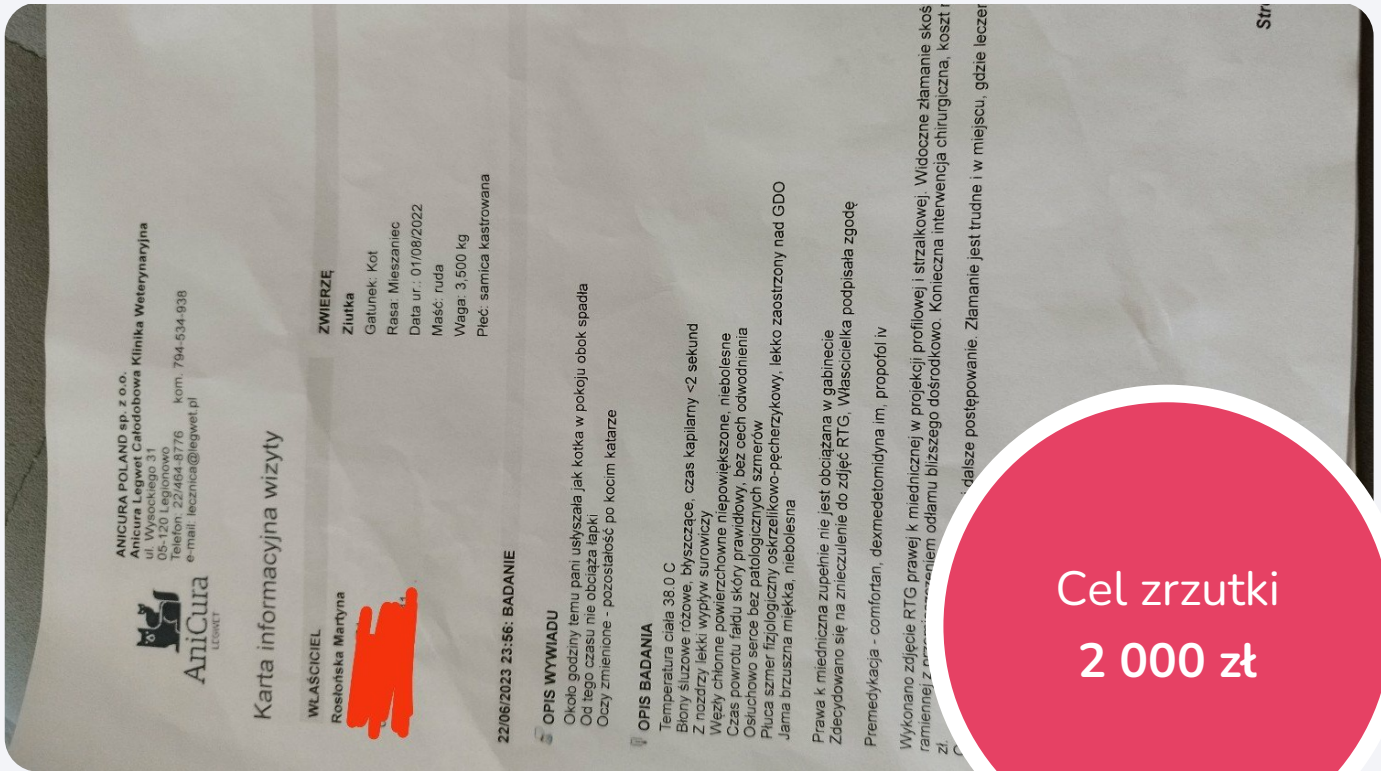 AniCura
LEGWET
ANICURA POLAND sp. z o.o.
Anicura Legwet Całodobowa Klinika Weterynaryjna
ul. Wysockiego 31
05-120 Legionowo
Telefon: 22/464-8776 kom. 794-534-938
e-mail: lecznica@legwet.pl
Karta informacyjna wizyty
WŁAŚCICIEL
Rosłońska Martyna
ZWIERZĘ
Ziutka
Gatunek: Kot
Rasa: Mieszaniec
Data ur.: 01/08/2022
Maść: ruda
Waga: 3,500 kg
Płeć: samica kastrowana
22/06/2023 23:56: BADANIE
OPIS WYWIADU
Około godziny temu pani usłyszała jak kotka w pokoju obok spadła
Od tego czasu nie obciąża łapki
Oczy zmienione - pozostałość po kocim katarze
OPIS BADANIA
Temperatura ciała 38.0 C
Błony śluzowe różowe, błyszczące, czas kapilarny <2 sekund
Z nozdrzy lekki wypływ surowiczy
Węzły chłonne powierzchowne niepowiększone, niebolesne
Czas powrotu fałdu skóry prawidłowy, bez cech odwodnienia
Osłuchowo serce bez patologicznych szmerów
Płuca szmer fizjologiczny oskrzelikowo-pęcherzykowy, lekko zaostrzony nad GDO
Jama brzuszna miękka, niebolesna
Prawa k miedniczna zupełnie nie jest obciążana w gabinecie
Zdecydowano się na znieczulenie do zdjęć RTG, Właścicielka podpisała zgodę
Premedykacja - comfortan, dexmedetomidyna im, propofol iv
Wykonano zdjęcie RTG prawej k miednicznej w projekcji profilowej i strzałkowej. Widoczne złamanie skoś
ramiennej z odłamu bliższego dośrodkowo. Konieczna interwencja chirurgiczna, koszt
zł.
dalsze postępowanie. Złamanie jest trudne i w miejscu, gdzie leczen
Str
Cel zrzutki
2 000 zł